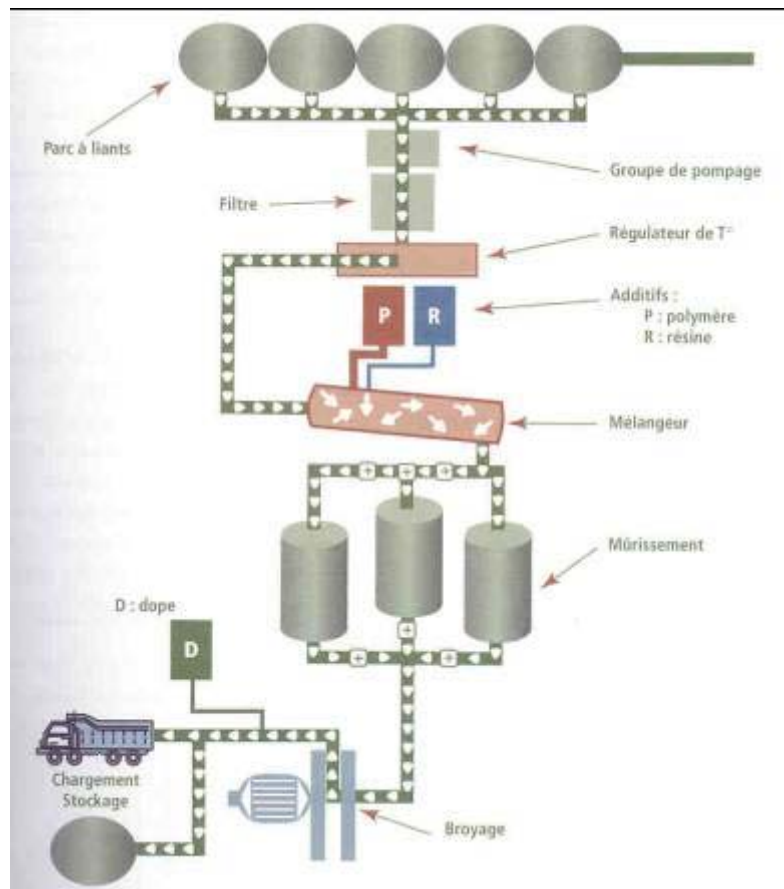 Parc à liants
Groupe de pompage
Filtre
Régulateur de T°
Additifs :
P : polymère
R : résine
P
R
Mélangeur
Mûrissement
D : dope
D
Chargement
Stockage
Broyage